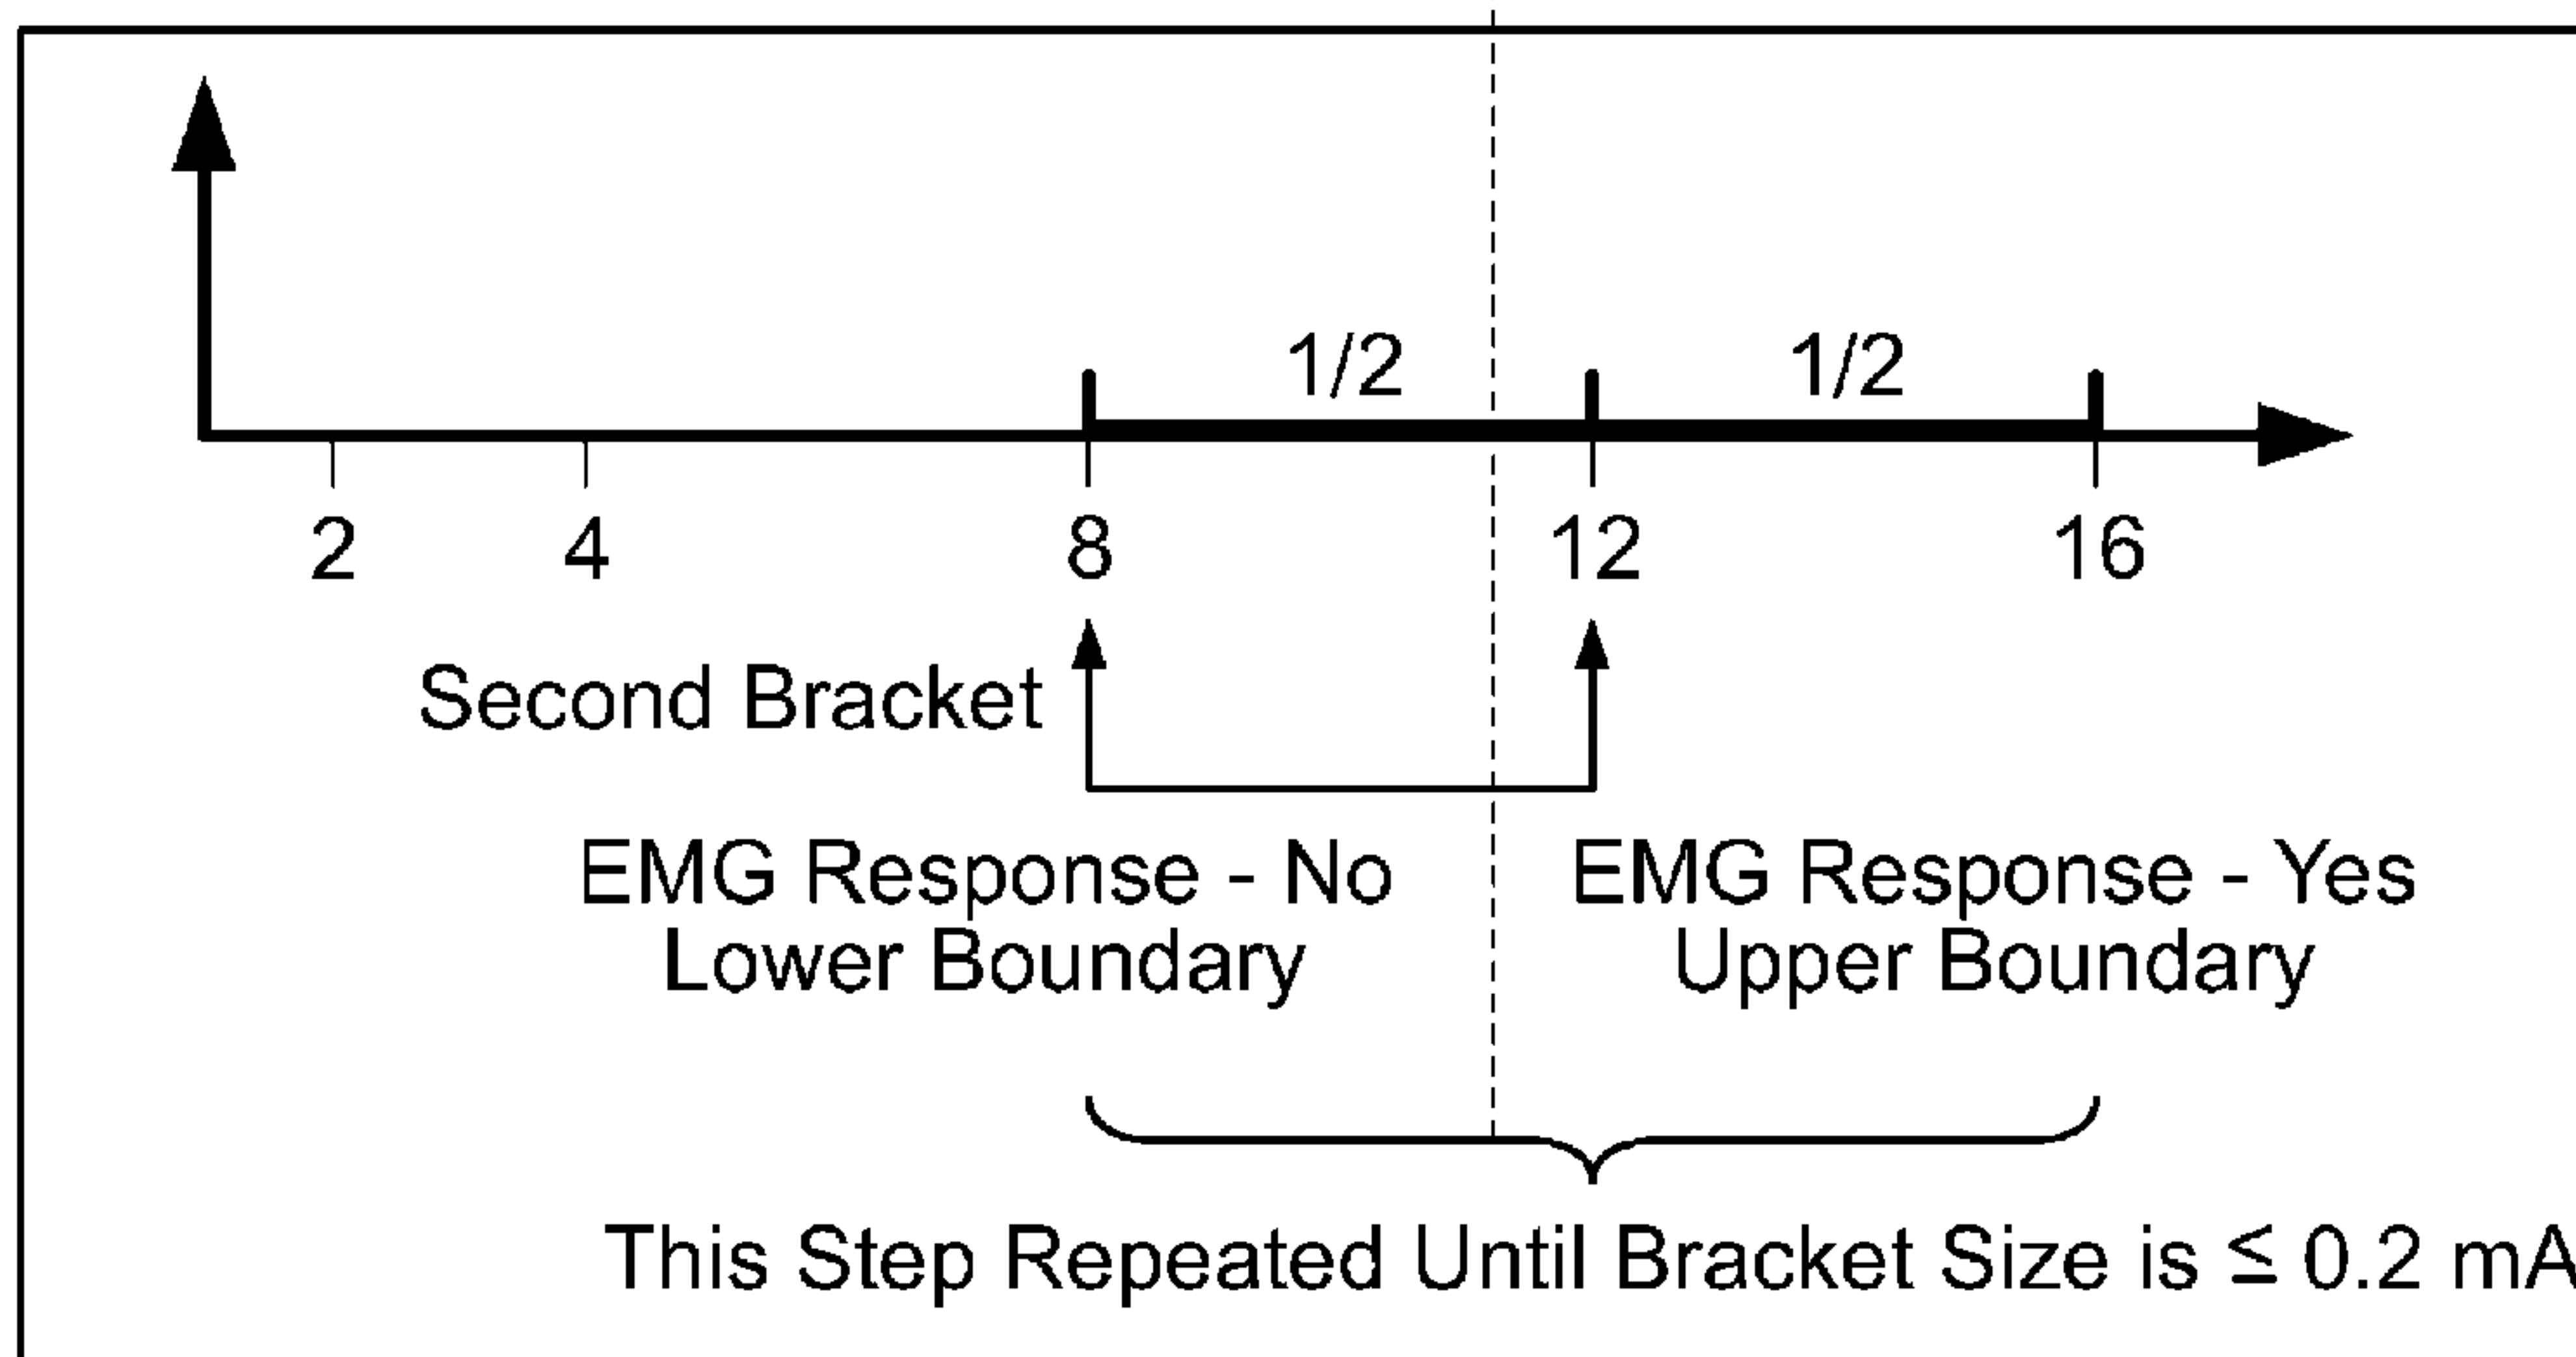 1/2 1/2
2 4 8 12 16
Second Bracket
EMG Response - No EMG Response - Yes
Lower Boundary Upper Boundary
This Step Repeated Until Bracket Size is ≤ 0.2 mA